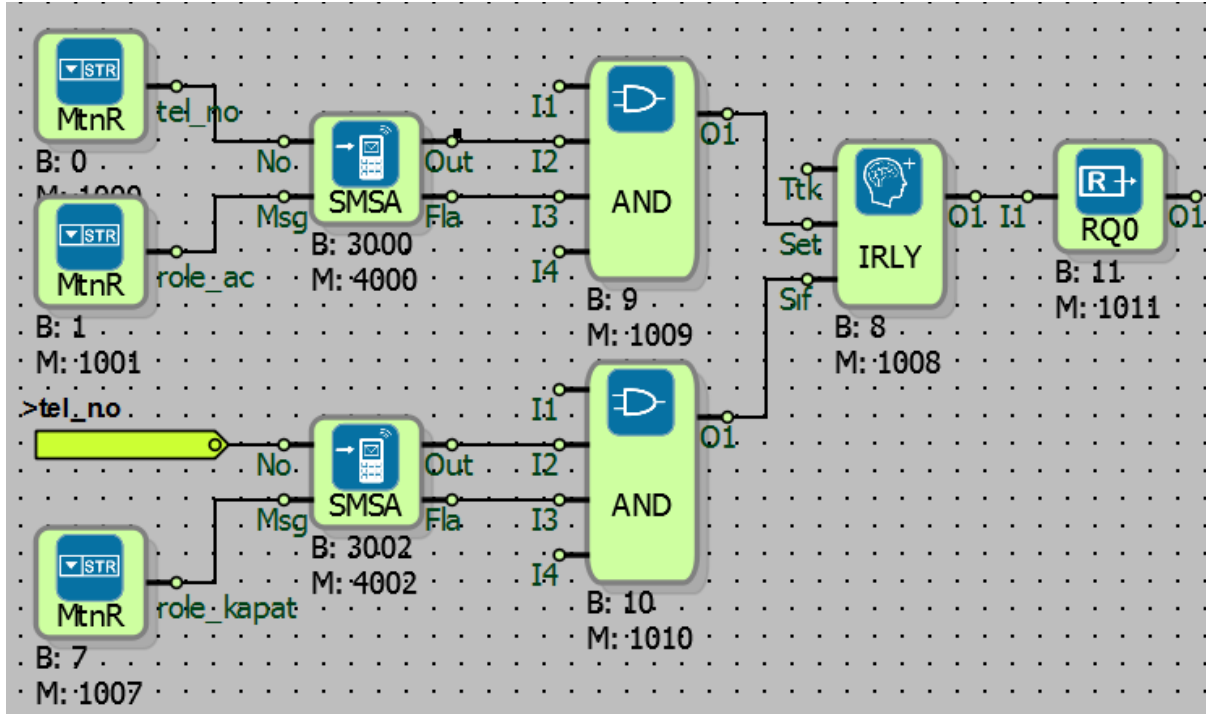 STR
MtnR
tel_no
B: 0
M: 1000
STR
MtnR
role_ac
B: 1
M: 1001
No
Msg
SMSA
Out
Fla
B: 3000
M: 4000
I1
I2
I3
I4
AND
O1
B: 9
M: 1009
Ttk
Set
Sıf
IRLY
O1
B: 8
M: 1008
I1
R
RQ0
O1
B: 11
M: 1011
>tel_no
No
Msg
SMSA
Out
Fla
B: 3002
M: 4002
I1
I2
I3
I4
AND
O1
B: 10
M: 1010
STR
MtnR
role_kapat
B: 7
M: 1007